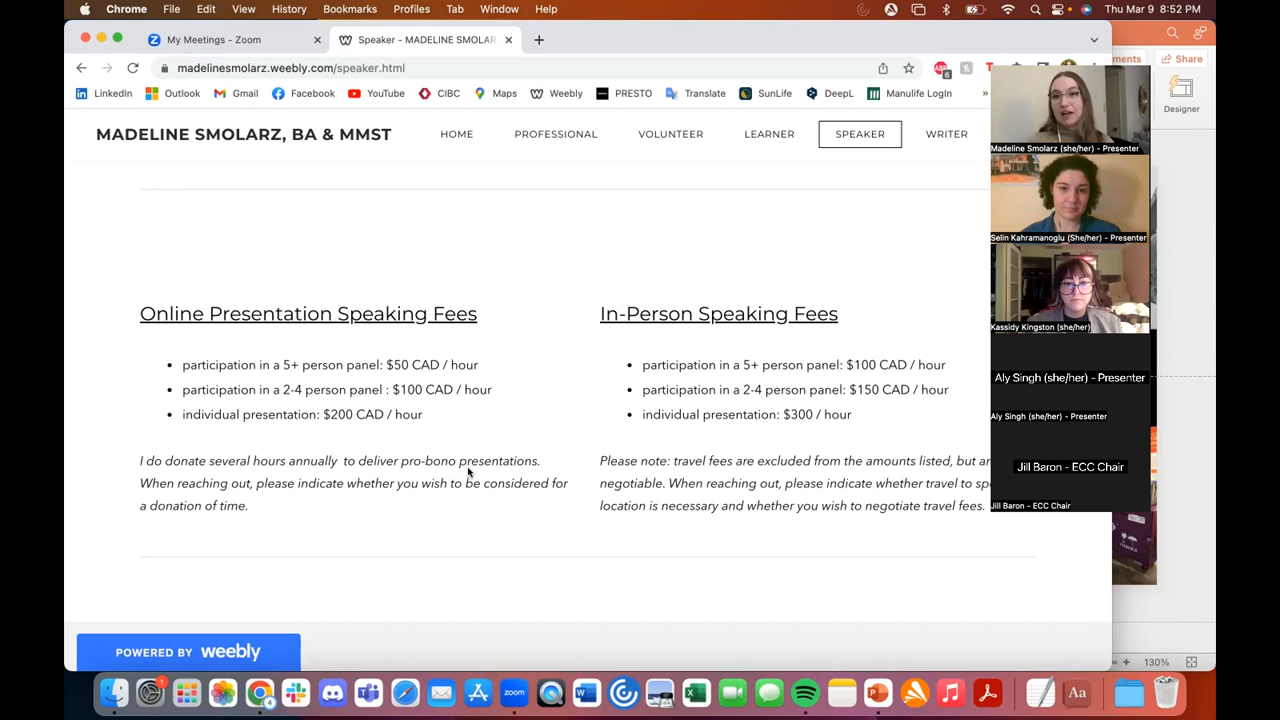 Chrome File Edit View History Bookmarks Profiles Tab Window Help Thu Mar 9 8:52 PM
My Meetings - Zoom
Speaker - MADELINE SMOLAR
madelinesmolarz.weebly.com/speaker.html
Share
LinkedIn Outlook Gmail Facebook YouTube CIBC Maps Weebly PRESTO Translate SunLife DeepL Manulife LogIn »
Designer
MADELINE SMOLARZ, BA & MMST HOME PROFESSIONAL VOLUNTEER LEARNER SPEAKER WRITER
Madeline Smolarz (she/her) - Presenter
Selin Kahramanoglu (She/her) - Presenter
Kassidy Kingston (she/her)
Aly Singh (she/her) - Presenter
Aly Singh (she/her) - Presenter
Jill Baron - ECC Chair
Jill Baron - ECC Chair
Online Presentation Speaking Fees
• participation in a 5+ person panel: $50 CAD / hour
• participation in a 2-4 person panel : $100 CAD / hour
• individual presentation: $200 CAD / hour
I do donate several hours annually to deliver pro-bono presentations.
When reaching out, please indicate whether you wish to be considered for
a donation of time.
In-Person Speaking Fees
• participation in a 5+ person panel: $100 CAD / hour
• participation in a 2-4 person panel: $150 CAD / hour
• individual presentation: $300 / hour
Please note: travel fees are excluded from the amounts listed, but ar
negotiable. When reaching out, please indicate whether travel to sp
location is necessary and whether you wish to negotiate travel fees.
POWERED BY weebly
130%